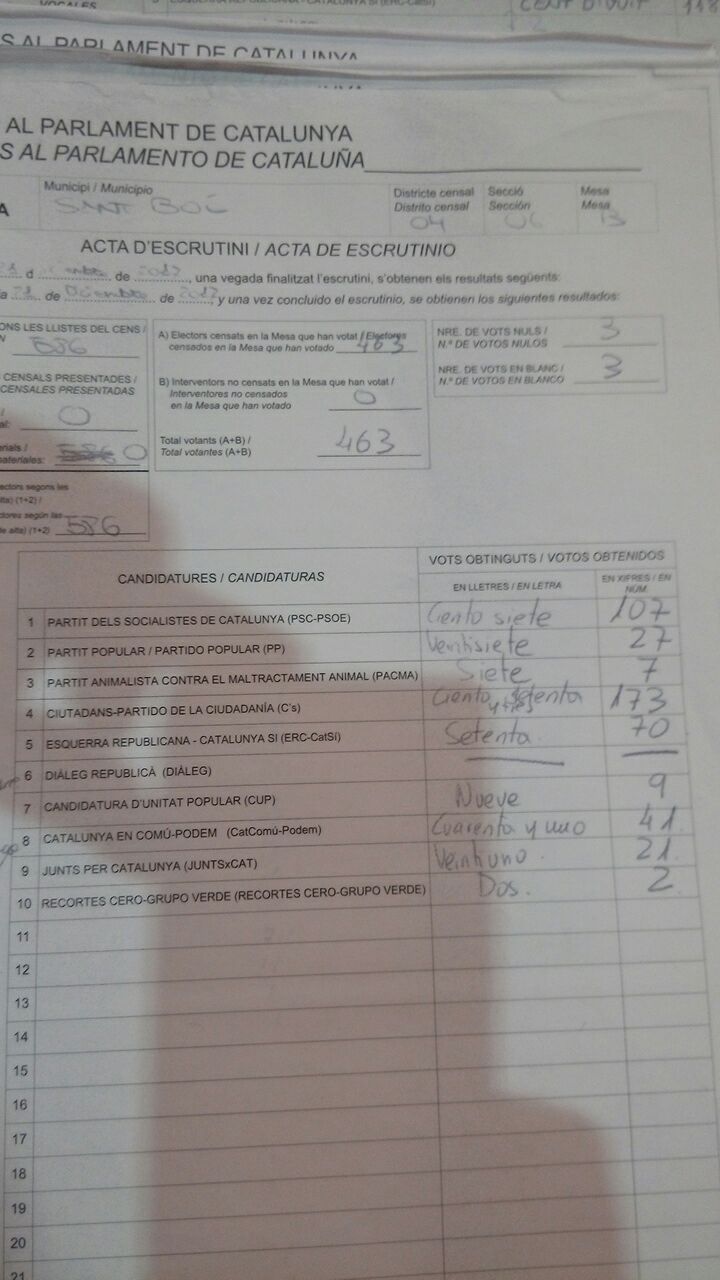 VOCALES
ESQUERRA REPUBLICANA - CATALUNYA SI (ERC-CatSí)
118
S AL PARLAMENT DE CATALUNYA
AL PARLAMENT DE CATALUNYA
S AL PARLAMENTO DE CATALUÑA
Municipi / Municipio
Districte censal
Distrito censal
Secció
Sección
Mesa
Mesa
A
SANT BOI
04
06
13
ACTA D'ESCRUTINI / ACTA DE ESCRUTINIO
21 d de 2017, una vegada finalitzat l'escrutini, s'obtenen els resultats següents:
a 21 de Diciembre de 2017, y una vez concluido el escrutinio, se obtienen los siguientes resultados:
ONS LES LLISTES DEL CENS /
N
586
CENSALS PRESENTADES /
CENSALES PRESENTADAS
/
al: 0
erials /
materiales: 586 0
ectors segons les
lta) (1+2) /
ctores según las
de alta) (1+2) 586
A) Electors censats en la Mesa que han votat / Electores
censados en la Mesa que han votado 463
B) Interventors no censats en la Mesa que han votat /
Interventores no censados
en la Mesa que han votado 0
Total votants (A+B) /
Total votantes (A+B) 463
NRE. DE VOTS NULS /
N.º DE VOTOS NULOS 3
NRE. DE VOTS EN BLANC /
N.º DE VOTOS EN BLANCO 3
CANDIDATURES / CANDIDATURAS
VOTS OBTINGUTS / VOTOS OBTENIDOS
EN LLETRES / EN LETRA
EN XIFRES / EN NÚM.
1 PARTIT DELS SOCIALISTES DE CATALUNYA (PSC-PSOE) Ciento siete 107
2 PARTIT POPULAR / PARTIDO POPULAR (PP) Veintisiete 27
3 PARTIT ANIMALISTA CONTRA EL MALTRACTAMENT ANIMAL (PACMA) Siete 7
4 CIUTADANS-PARTIDO DE LA CIUDADANÍA (C's) Ciento setenta y tres 173
5 ESQUERRA REPUBLICANA - CATALUNYA SI (ERC-CatSí) Setenta 70
6 DIÀLEG REPUBLICÀ (DIÀLEG)
7 CANDIDATURA D'UNITAT POPULAR (CUP) Nueve 9
8 CATALUNYA EN COMÚ-PODEM (CatComú-Podem) Cuarenta y uno 41
9 JUNTS PER CATALUNYA (JUNTSxCAT) Veintiuno. 21
10 RECORTES CERO-GRUPO VERDE (RECORTES CERO-GRUPO VERDE) Dos. 2
11
12
13
14
15
16
17
18
19
20
21